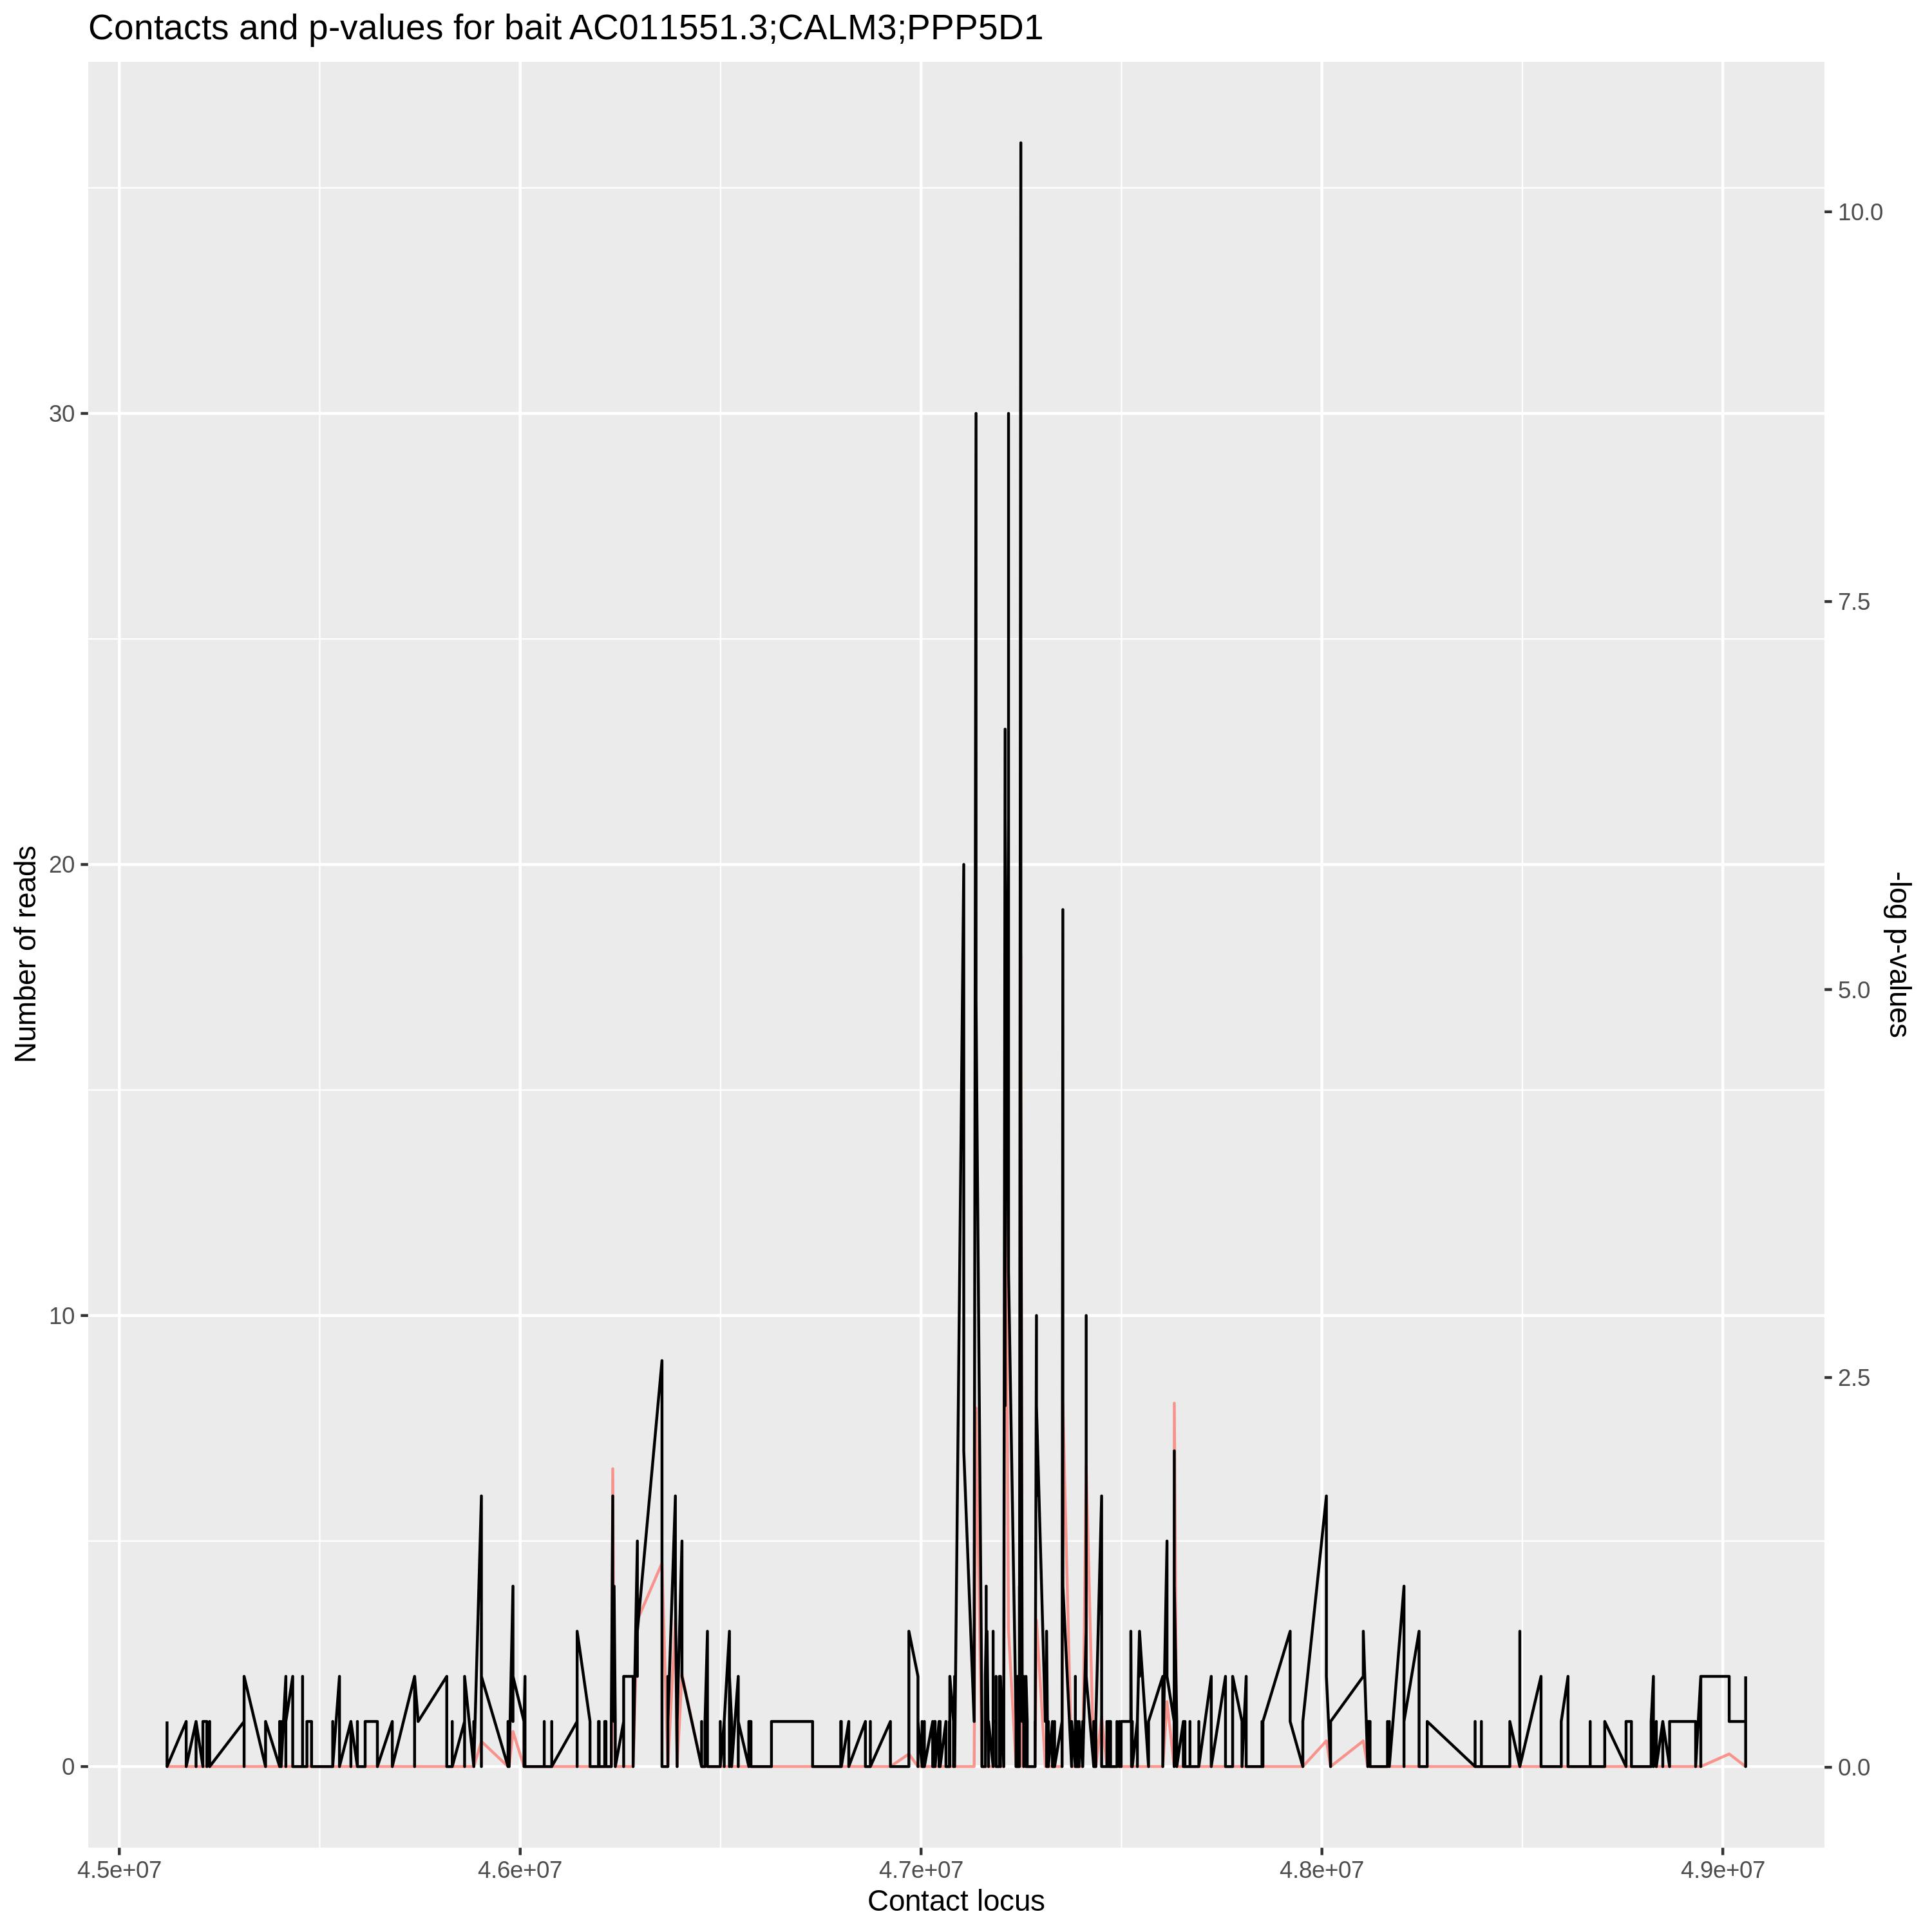 Contacts and p-values for bait AC011551.3;CALM3;PPP5D1
Number of reads
30
20
10
0
10.0
7.5
5.0
2.5
0.0
-log p-values
4.5e+07
4.6e+07
4.7e+07
4.8e+07
4.9e+07
Contact locus